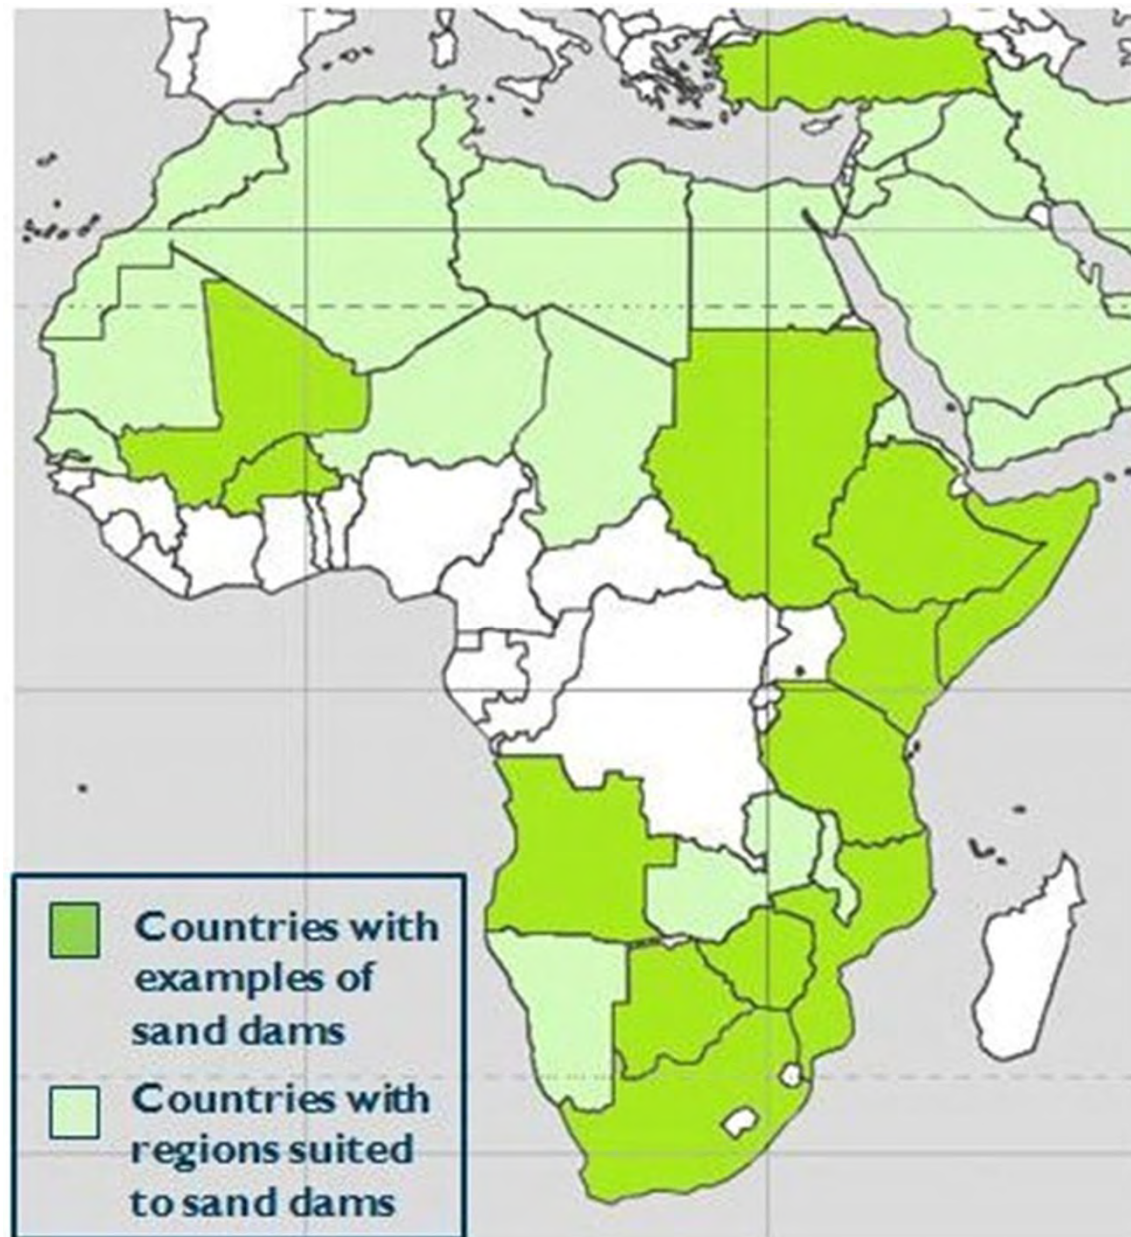 Countries with
examples of
sand dams
Countries with
regions suited
to sand dams